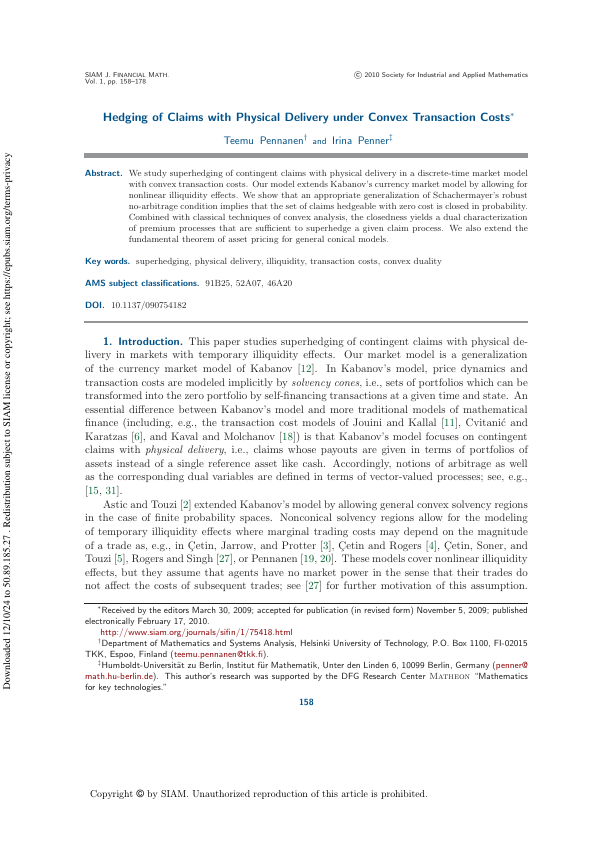 SIAM J. FINANCIAL MATH.
Vol. 1, pp. 158–178
© 2010 Society for Industrial and Applied Mathematics
Hedging of Claims with Physical Delivery under Convex Transaction Costs*
Teemu Pennanen† and Irina Penner‡
Abstract. We study superhedging of contingent claims with physical delivery in a discrete-time market model
with convex transaction costs. Our model extends Kabanov's currency market model by allowing for
nonlinear illiquidity effects. We show that an appropriate generalization of Schachermayer's robust
no-arbitrage condition implies that the set of claims hedgeable with zero cost is closed in probability.
Combined with classical techniques of convex analysis, the closedness yields a dual characterization
of premium processes that are sufficient to superhedge a given claim process. We also extend the
fundamental theorem of asset pricing for general conical models.
Key words. superhedging, physical delivery, illiquidity, transaction costs, convex duality
AMS subject classifications. 91B25, 52A07, 46A20
DOI. 10.1137/090754182
1. Introduction. This paper studies superhedging of contingent claims with physical de-
livery in markets with temporary illiquidity effects. Our market model is a generalization
of the currency market model of Kabanov [12]. In Kabanov's model, price dynamics and
transaction costs are modeled implicitly by solvency cones, i.e., sets of portfolios which can be
transformed into the zero portfolio by self-financing transactions at a given time and state. An
essential difference between Kabanov's model and more traditional models of mathematical
finance (including, e.g., the transaction cost models of Jouini and Kallal [11], Cvitanić and
Karatzas [6], and Kaval and Molchanov [18]) is that Kabanov's model focuses on contingent
claims with physical delivery, i.e., claims whose payouts are given in terms of portfolios of
assets instead of a single reference asset like cash. Accordingly, notions of arbitrage as well
as the corresponding dual variables are defined in terms of vector-valued processes; see, e.g.,
[15, 31].
Astic and Touzi [2] extended Kabanov's model by allowing general convex solvency regions
in the case of finite probability spaces. Nonconical solvency regions allow for the modeling
of temporary illiquidity effects where marginal trading costs may depend on the magnitude
of a trade as, e.g., in Çetin, Jarrow, and Protter [3], Çetin and Rogers [4], Çetin, Soner, and
Touzi [5], Rogers and Singh [27], or Pennanen [19, 20]. These models cover nonlinear illiquidity
effects, but they assume that agents have no market power in the sense that their trades do
not affect the costs of subsequent trades; see [27] for further motivation of this assumption.
*Received by the editors March 30, 2009; accepted for publication (in revised form) November 5, 2009; published
electronically February 17, 2010.
http://www.siam.org/journals/sifin/1/75418.html
†Department of Mathematics and Systems Analysis, Helsinki University of Technology, P.O. Box 1100, FI-02015
TKK, Espoo, Finland (teemu.pennanen@tkk.fi).
‡Humboldt-Universität zu Berlin, Institut für Mathematik, Unter den Linden 6, 10099 Berlin, Germany (penner@
math.hu-berlin.de). This author's research was supported by the DFG Research Center MATHEON "Mathematics
for key technologies."
158
Copyright © by SIAM. Unauthorized reproduction of this article is prohibited.
Downloaded 12/10/24 to 50.89.185.27 . Redistribution subject to SIAM license or copyright; see https://epubs.siam.org/terms-privacy